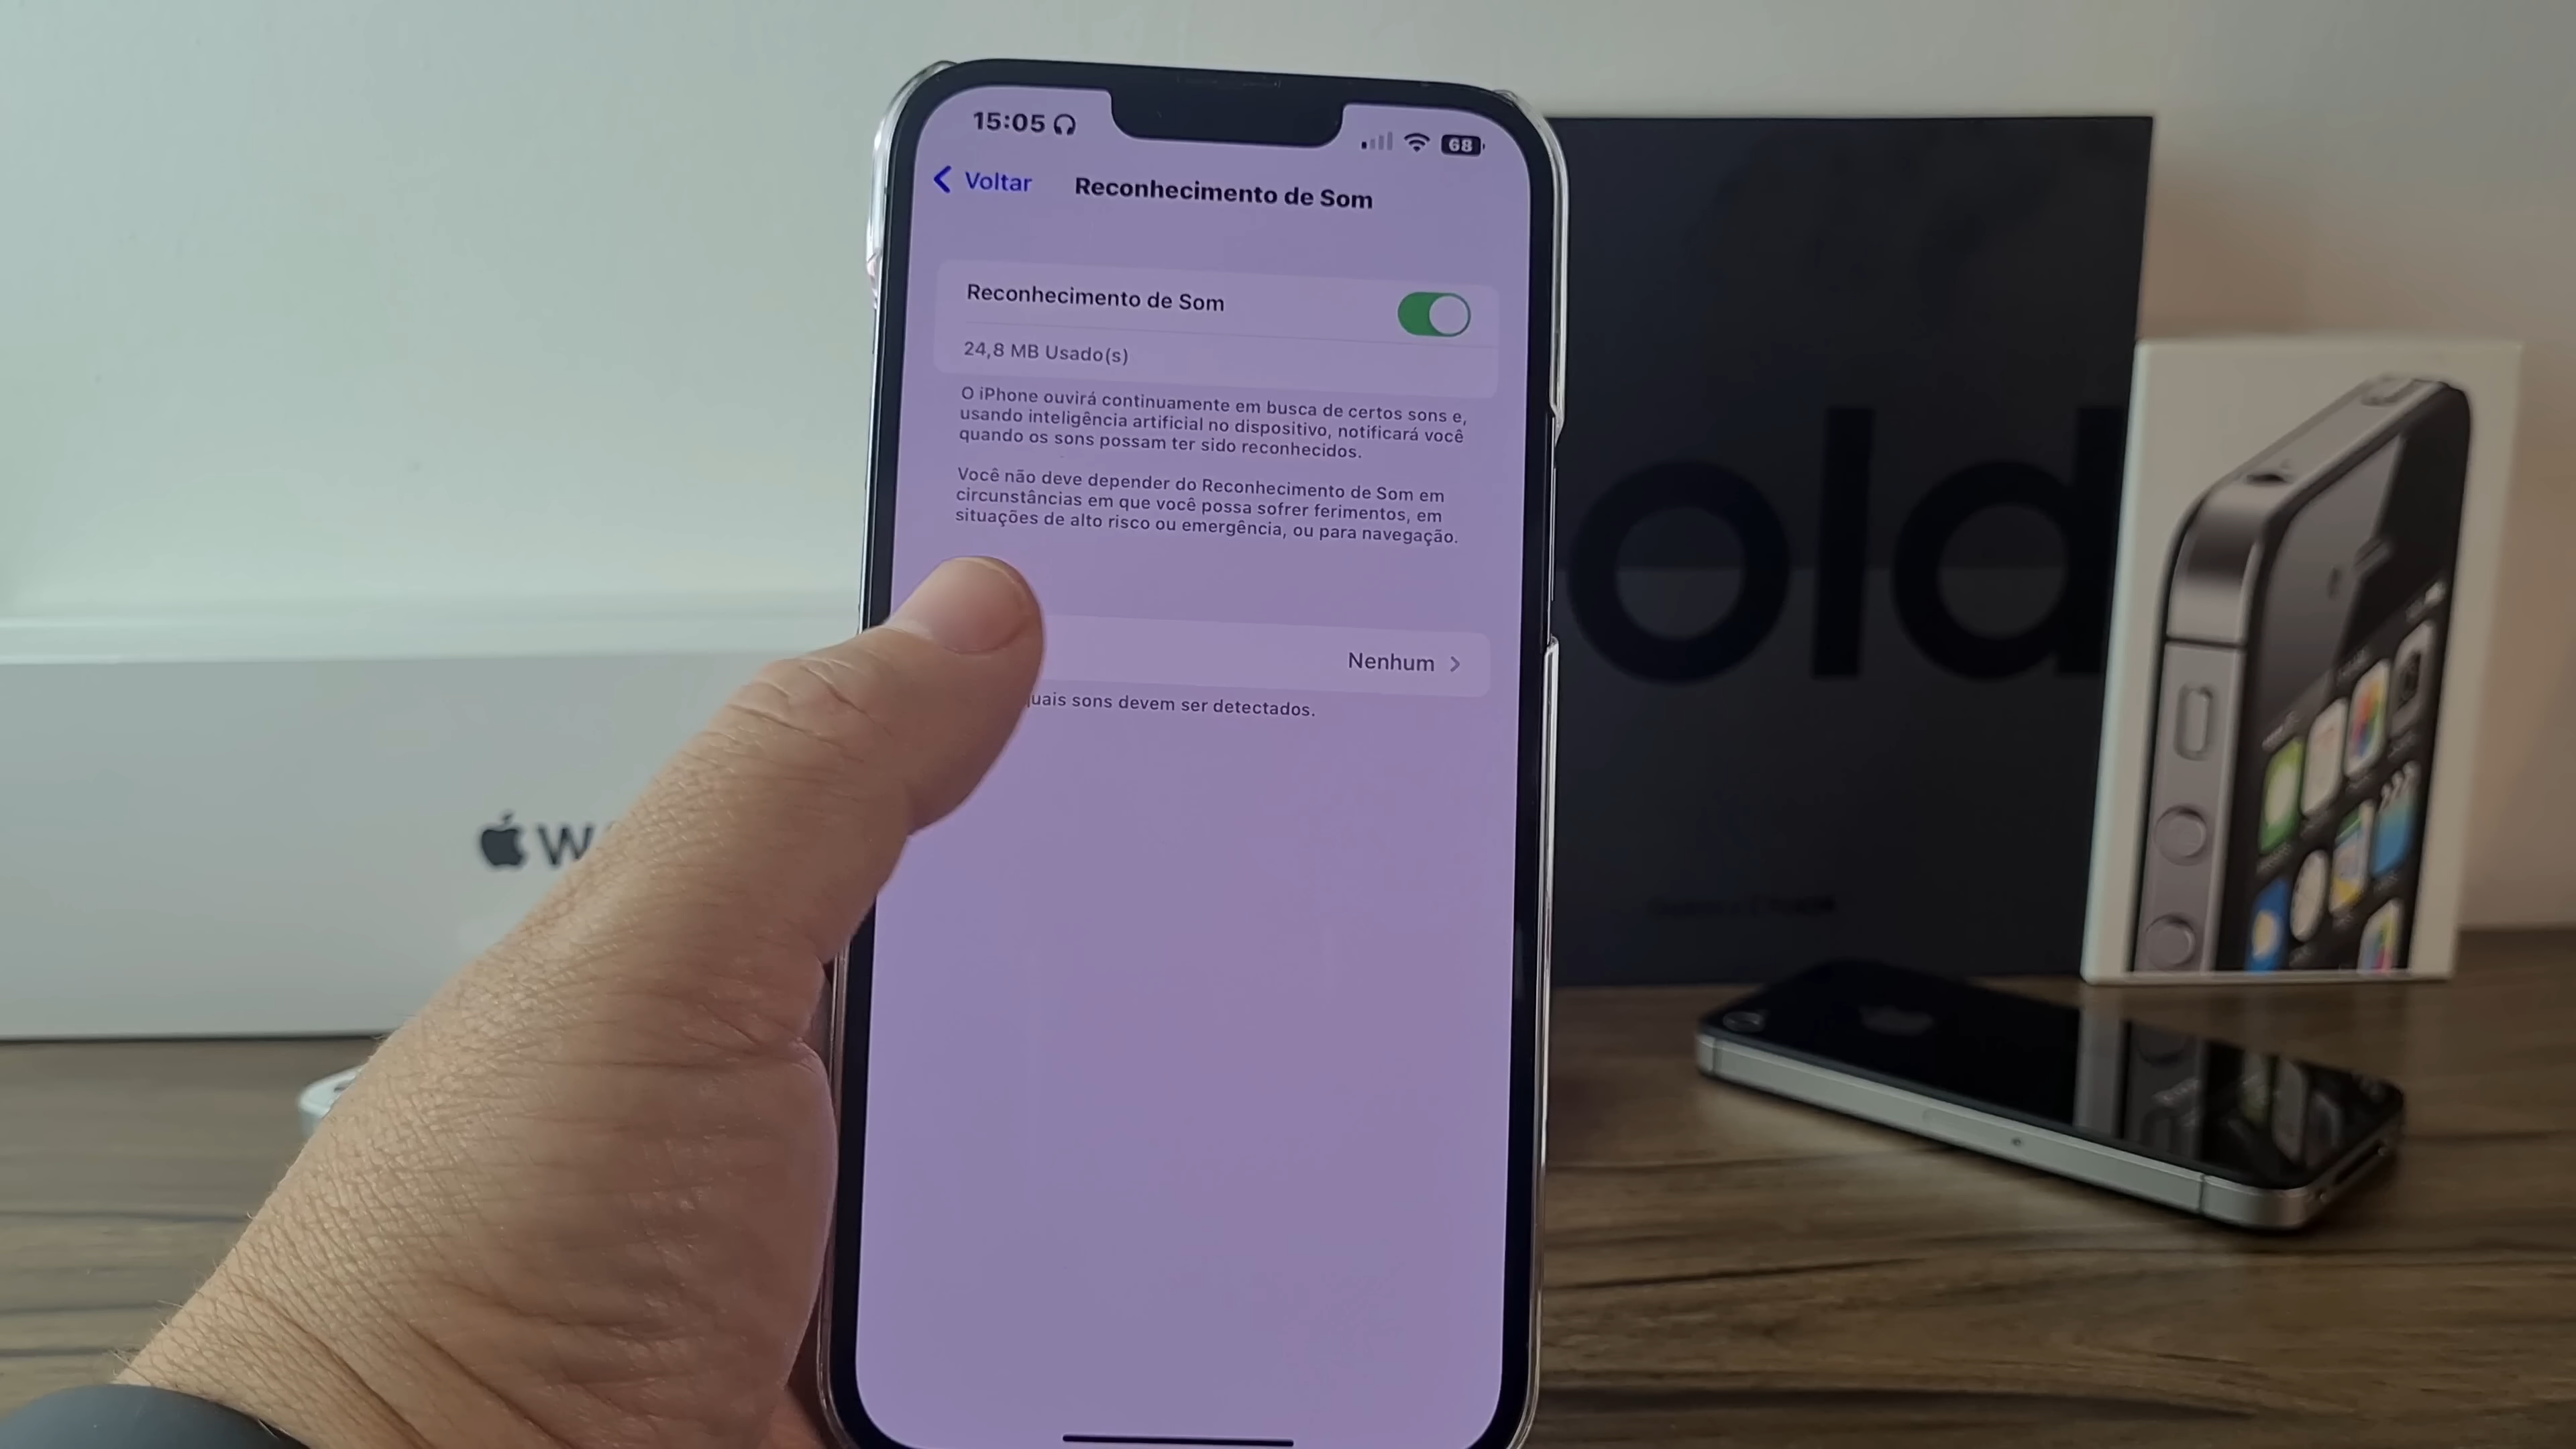 15:05
68
Voltar
Reconhecimento de Som
Reconhecimento de Som
24,8 MB Usado(s)
O iPhone ouvirá continuamente em busca de certos sons e,
usando inteligência artificial no dispositivo, notificará você
quando os sons possam ter sido reconhecidos.
Você não deve depender do Reconhecimento de Som em
circunstâncias em que você possa sofrer ferimentos, em
situações de alto risco ou emergência, ou para navegação.
Nenhum
uais sons devem ser detectados.
W
old